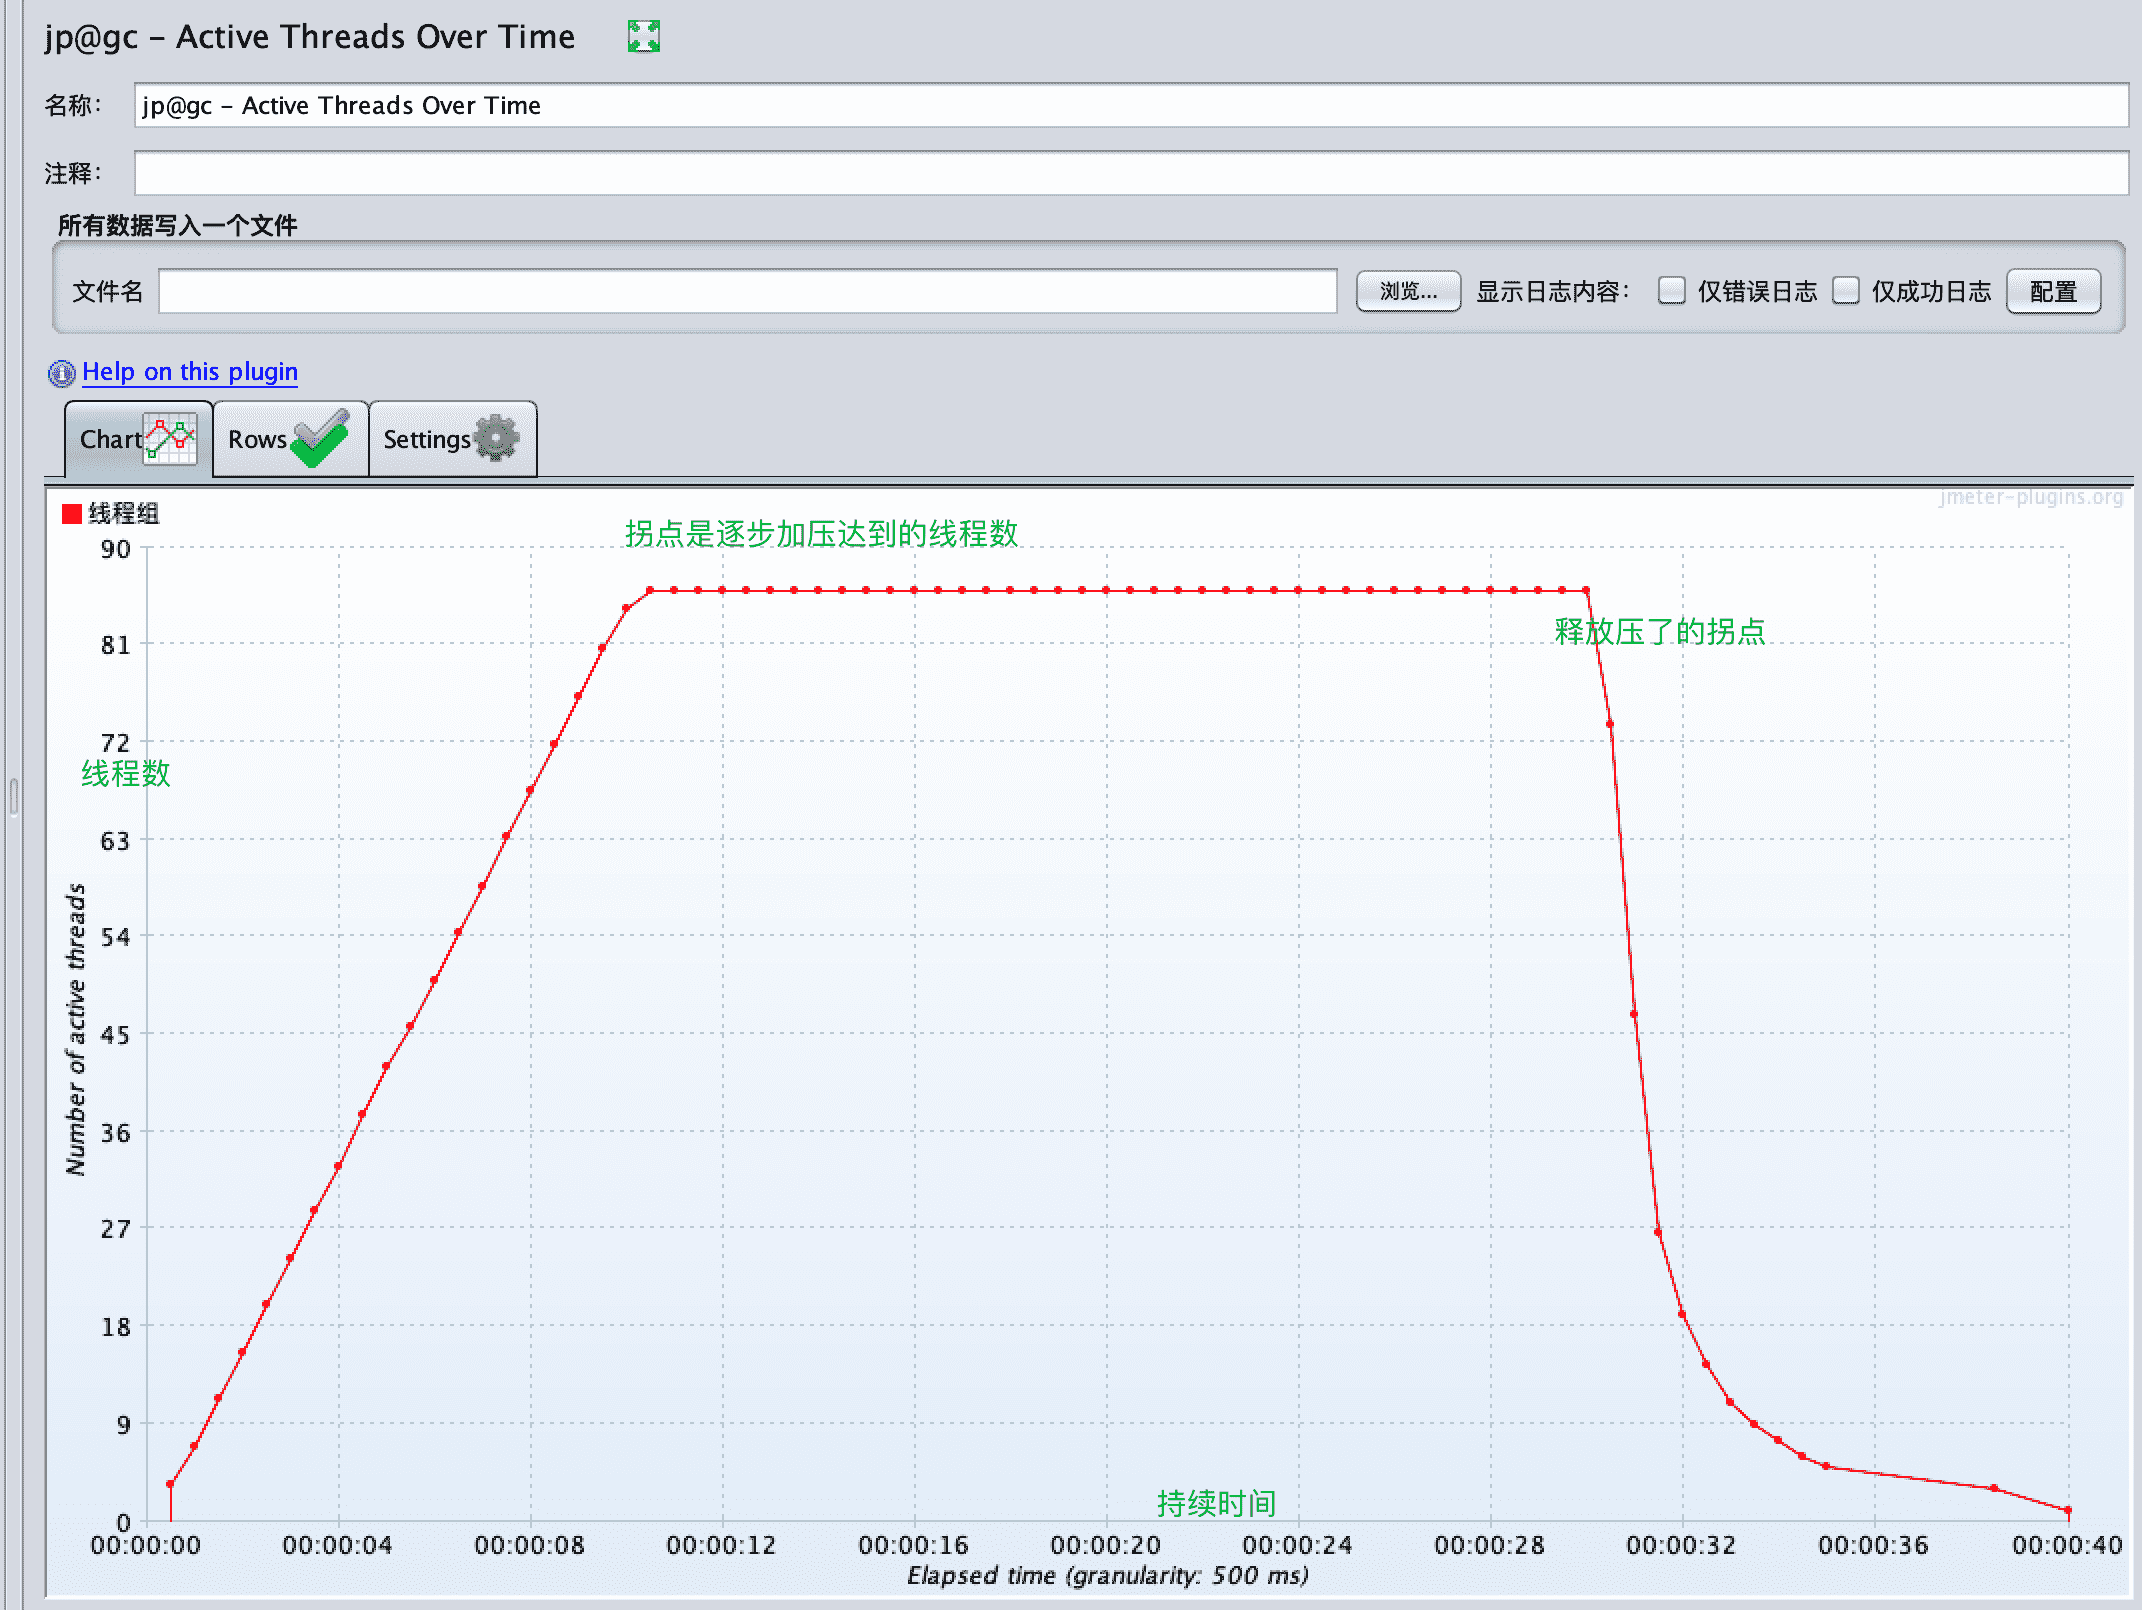 jp@gc - Active Threads Over Time
名称： jp@gc - Active Threads Over Time
注释：
所有数据写入一个文件
文件名 浏览... 显示日志内容： 仅错误日志 仅成功日志 配置
Help on this plugin
Chart Rows Settings
jmeter-plugins.org
线程组
拐点是逐步加压达到的线程数
90
释放压了的拐点
81
72
线程数
63
54
45
36
27
18
9
0
Number of active threads
持续时间
00:00:00 00:00:04 00:00:08 00:00:12 00:00:16 00:00:20 00:00:24 00:00:28 00:00:32 00:00:36 00:00:40
Elapsed time (granularity: 500 ms)